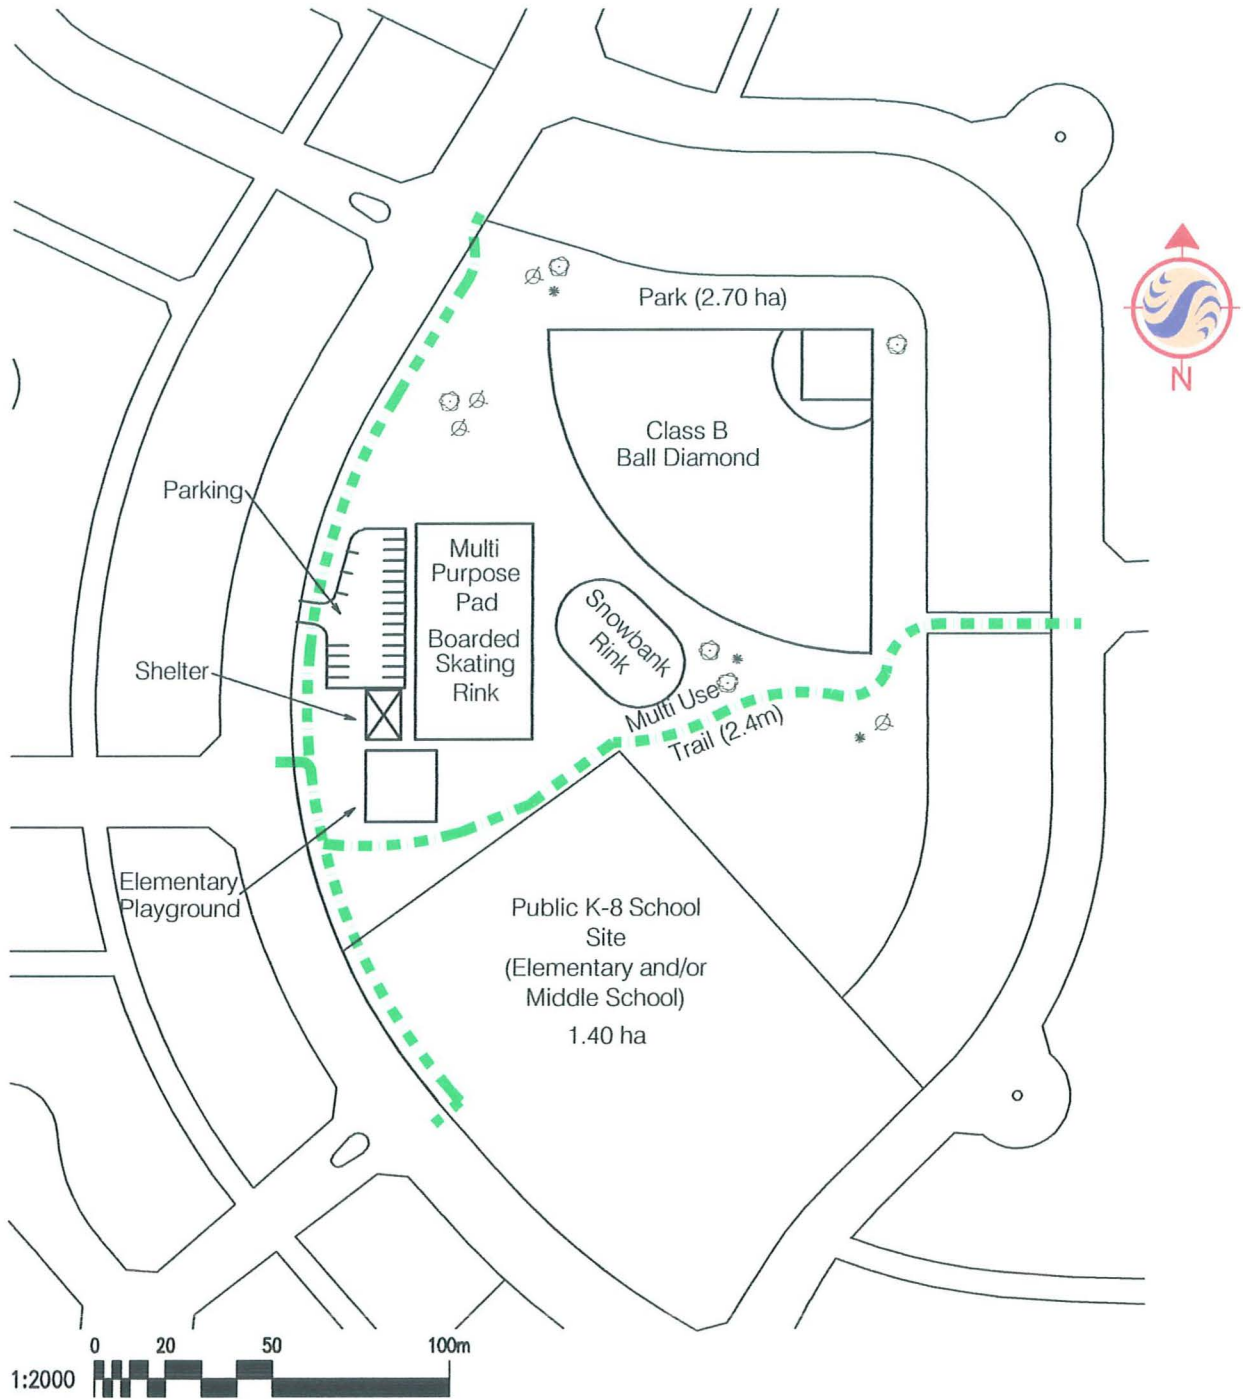 Park (2.70 ha)
N
Class B
Ball Diamond
Parking
Multi
Purpose
Pad
Boarded
Skating
Rink
Snowbank
Rink
Shelter
Multi Use
Trail (2.4m)
Elementary
Playground
Public K-8 School
Site
(Elementary and/or
Middle School)
1.40 ha
0 20 50 100m
1:2000